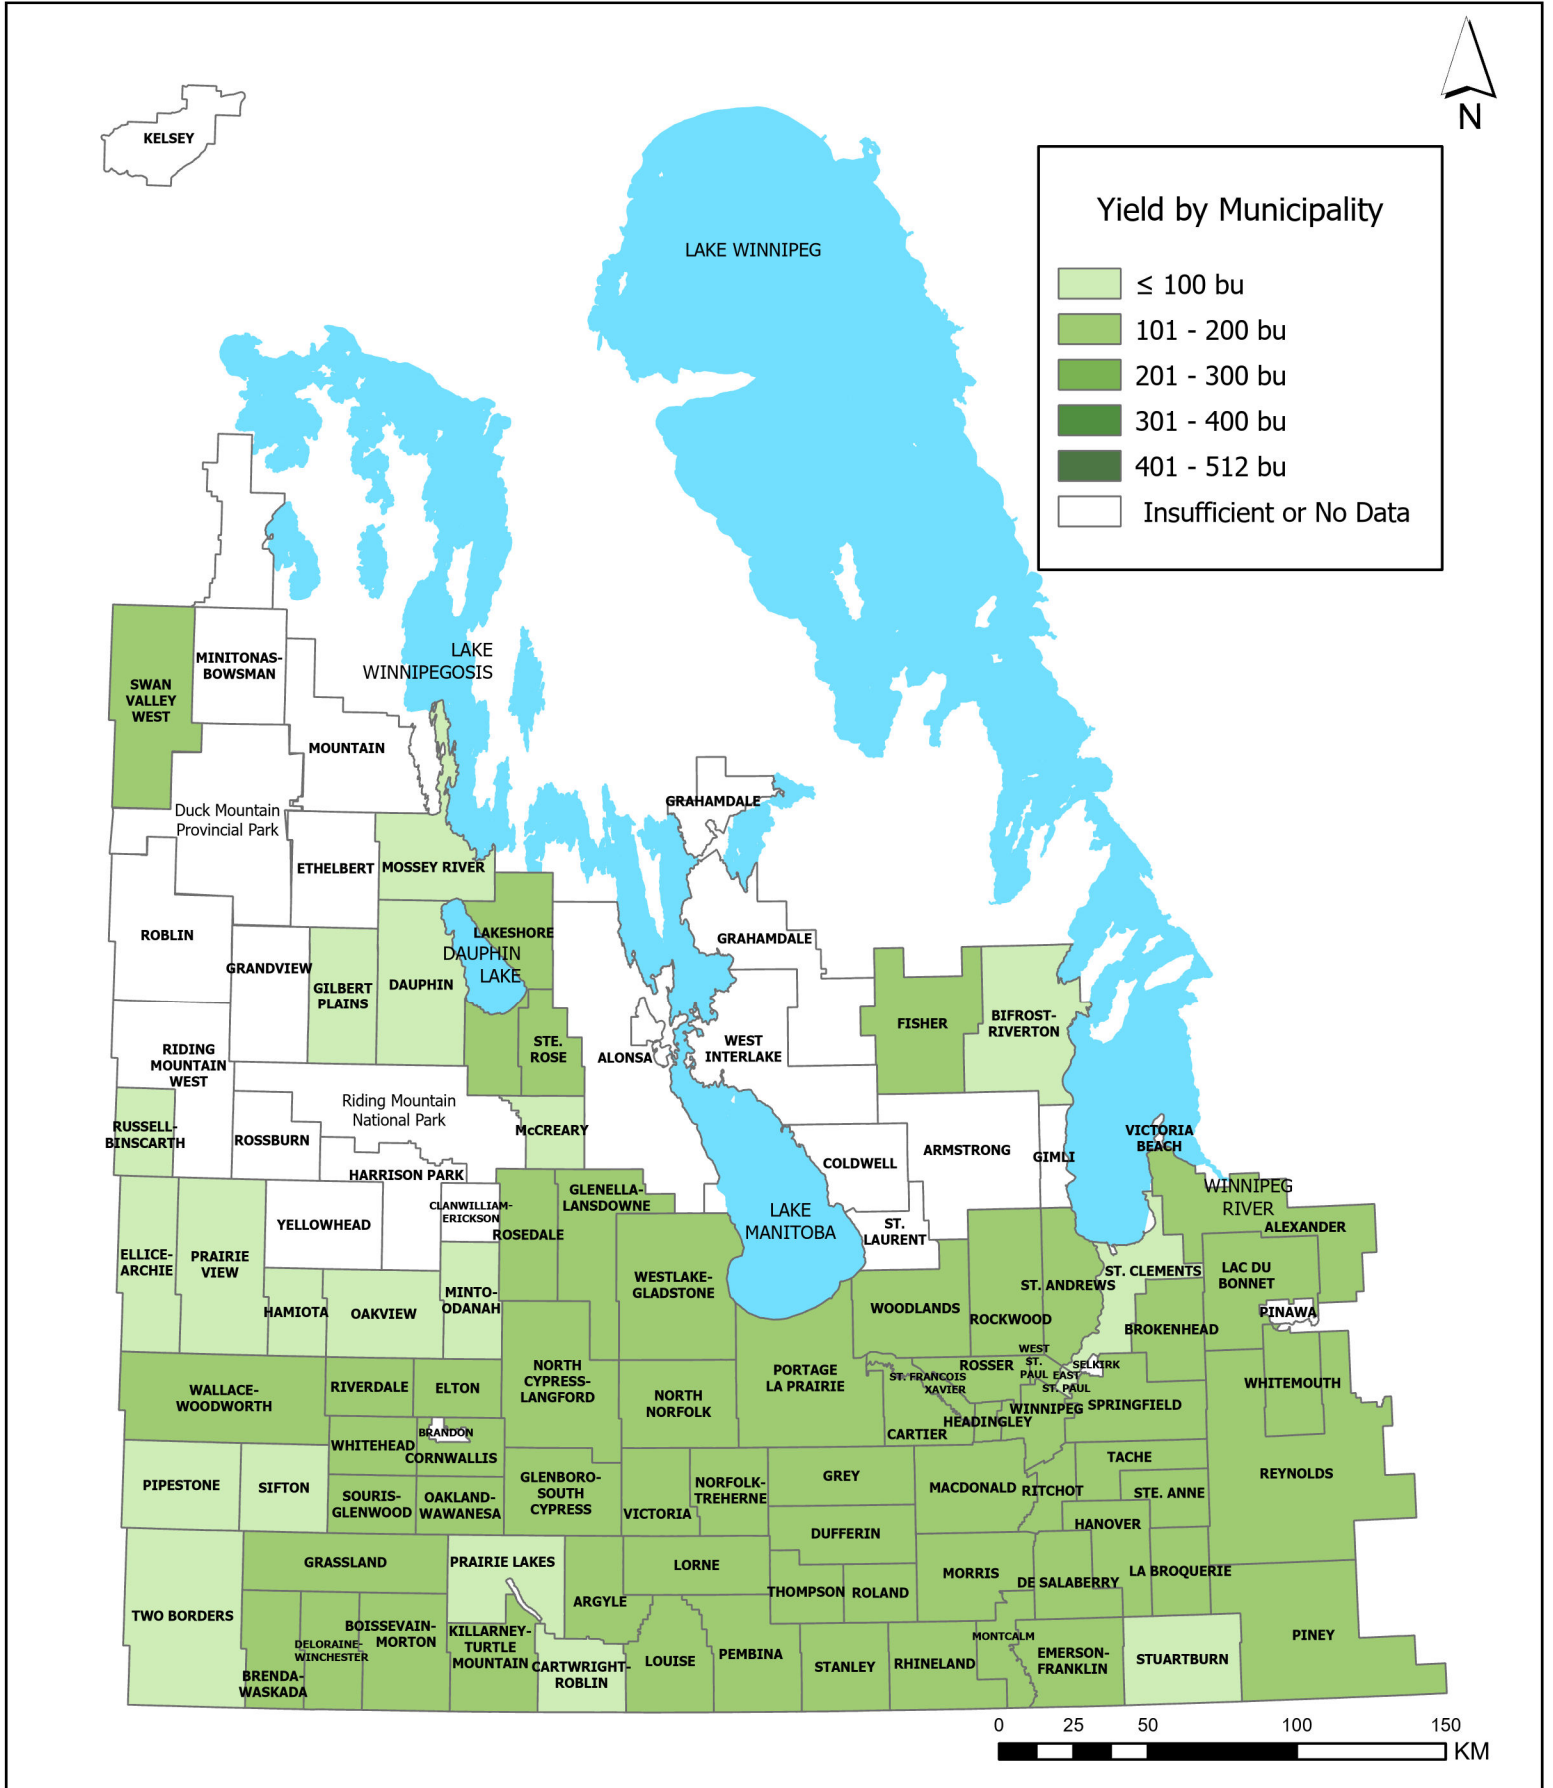 N
KELSEY
Yield by Municipality
≤ 100 bu
101 - 200 bu
201 - 300 bu
301 - 400 bu
401 - 512 bu
Insufficient or No Data
LAKE WINNIPEG
LAKE
WINNIPEGOSIS
MINITONAS-
BOWSMAN
SWAN
VALLEY
WEST
MOUNTAIN
Duck Mountain
Provincial Park
GRAHAMDALE
ETHELBERT
MOSSEY RIVER
ROBLIN
LAKESHORE
GRAHAMDALE
DAUPHIN
LAKE
GRANDVIEW
GILBERT
PLAINS
DAUPHIN
FISHER
BIFROST-
RIVERTON
RIDING
MOUNTAIN
WEST
STE.
ROSE
ALONSA
WEST
INTERLAKE
Riding Mountain
National Park
RUSSELL-
BINSCARTH
ROSSBURN
McCREARY
VICTORIA
BEACH
HARRISON PARK
COLDWELL
ARMSTRONG
GIMLI
YELLOWHEAD
CLANWILLIAM-
ERICKSON
GLENELLA-
LANSDOWNE
ROSEDALE
LAKE
MANITOBA
ST.
LAURENT
WINNIPEG
RIVER
ALEXANDER
ELLICE-
ARCHIE
PRAIRIE
VIEW
HAMIOTA
OAKVIEW
MINTO-
ODANAH
WESTLAKE-
GLADSTONE
WOODLANDS
ROCKWOOD
ST. ANDREWS
ST. CLEMENTS
LAC DU
BONNET
PINAWA
BROKENHEAD
WALLACE-
WOODWORTH
RIVERDALE
ELTON
NORTH
CYPRESS-
LANGFORD
NORTH
NORFOLK
PORTAGE
LA PRAIRIE
ST. FRANCOIS
XAVIER
ROSSER
WEST
ST.
PAUL
EAST
ST. PAUL
SELKIRK
WHITEMOUTH
WINNIPEG
SPRINGFIELD
HEADINGLEY
CARTIER
WHITEHEAD
BRANDON
CORNWALLIS
PIPESTONE
SIFTON
SOURIS-
GLENWOOD
OAKLAND-
WAWANESA
GLENBORO-
SOUTH
CYPRESS
VICTORIA
NORFOLK-
TREHERNE
GREY
MACDONALD
RITCHOT
TACHE
STE. ANNE
REYNOLDS
HANOVER
DUFFERIN
GRASSLAND
PRAIRIE LAKES
LORNE
MORRIS
DE SALABERRY
LA BROQUERIE
ARGYLE
THOMPSON
ROLAND
TWO BORDERS
BRENDA-
WASKADA
DELORAINE-
WINCHESTER
BOISSEVAIN-
MORTON
KILLARNEY-
TURTLE
MOUNTAIN
CARTWRIGHT-
ROBLIN
LOUISE
PEMBINA
STANLEY
RHINELAND
MONTCALM
EMERSON-
FRANKLIN
STUARTBURN
PINEY
0 25 50 100 150
KM